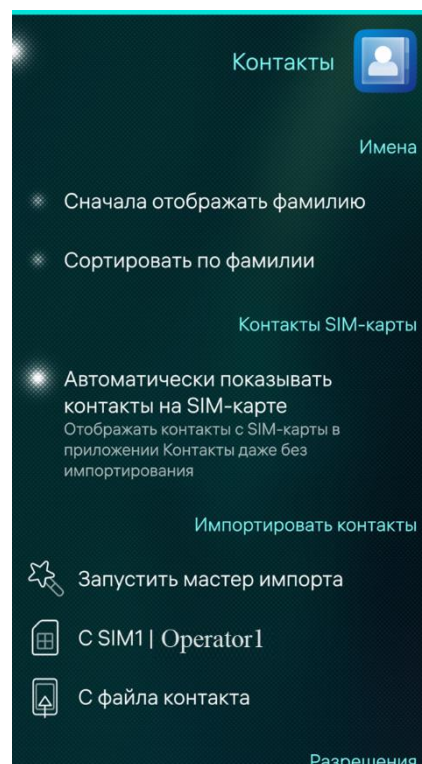 Контакты
Имена
Сначала отображать фамилию
Сортировать по фамилии
Контакты SIM-карты
Автоматически показывать
контакты на SIM-карте
Отображать контакты с SIM-карты в
приложении Контакты даже без
импортирования
Импортировать контакты
Запустить мастер импорта
С SIM1 | Operator1
С файла контакта
Разрешения